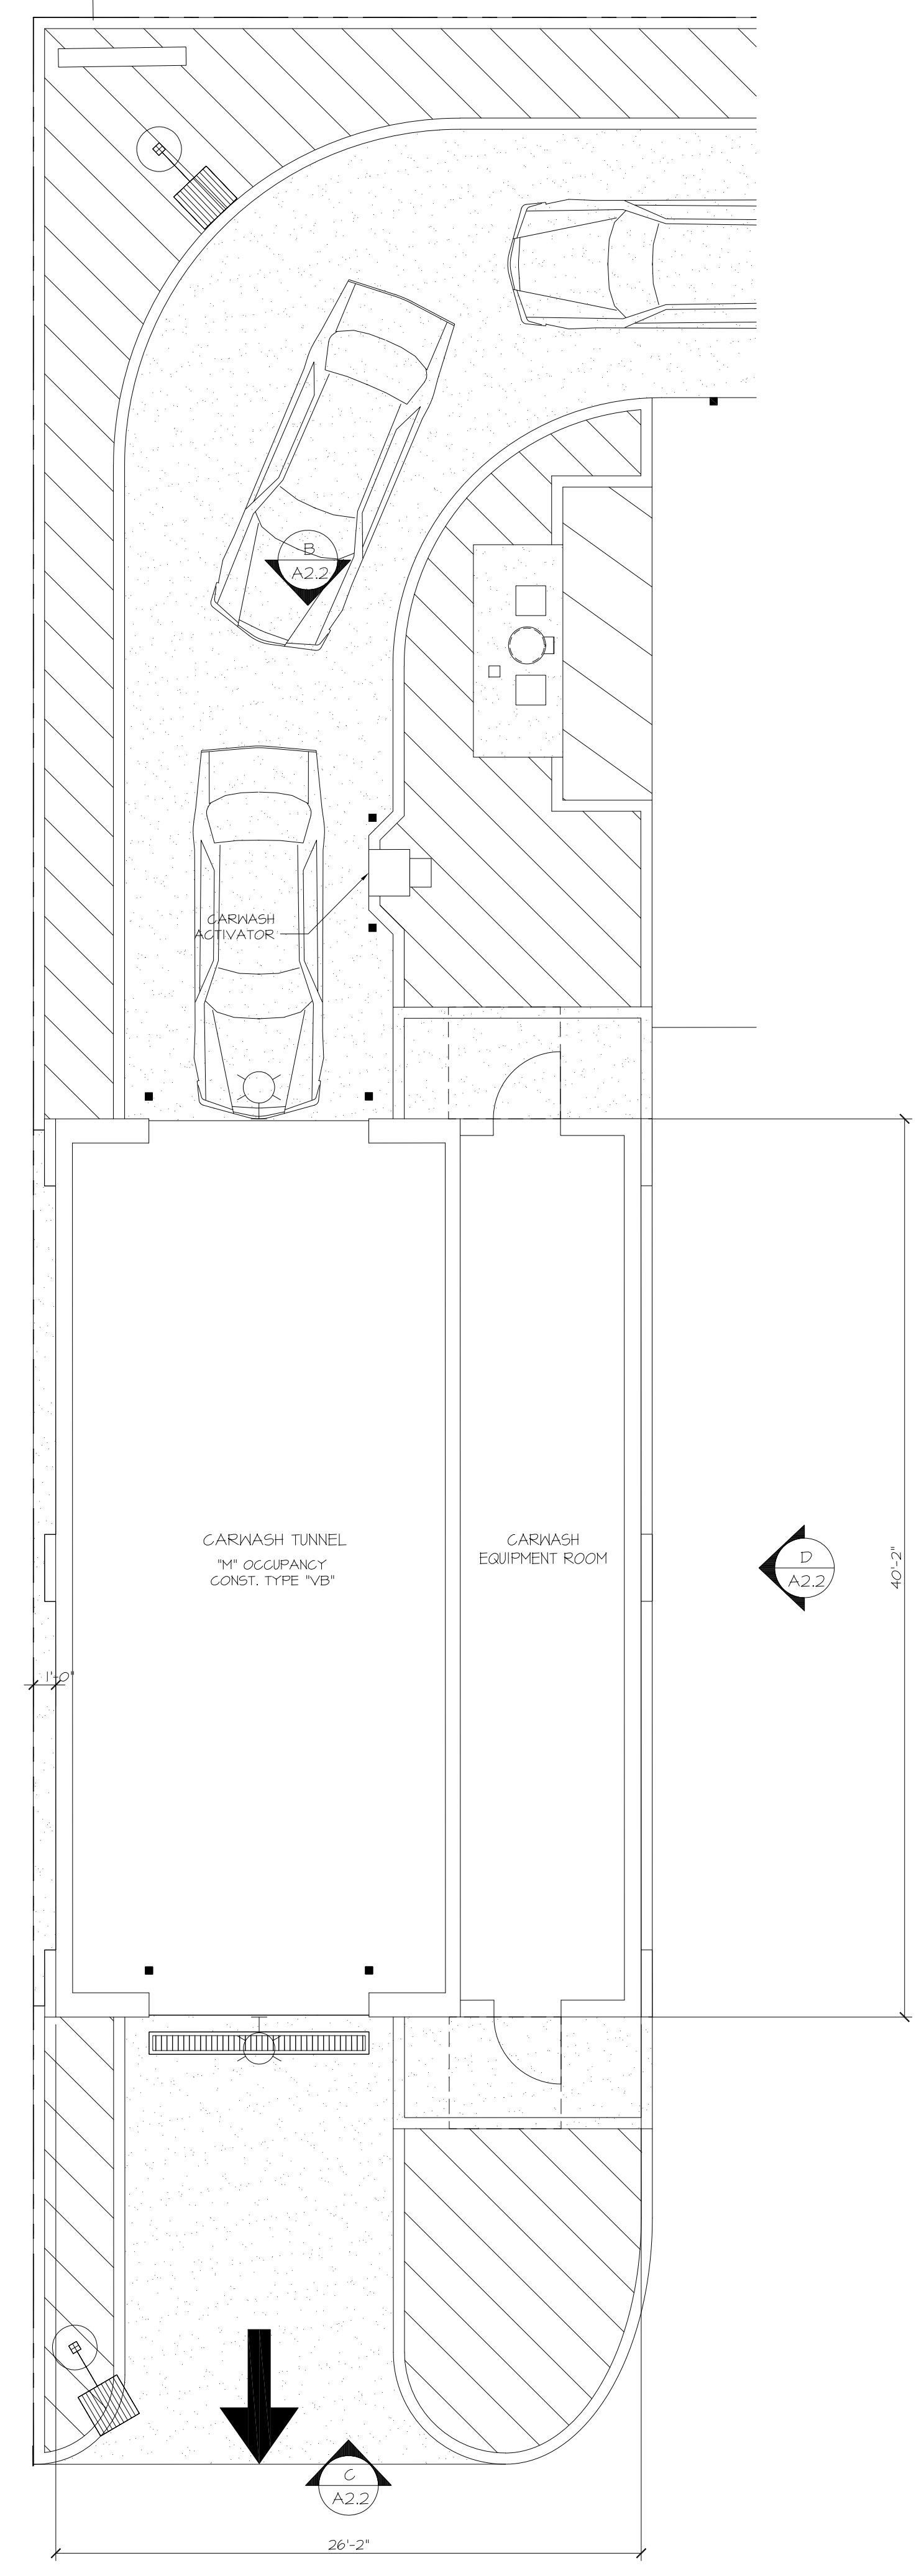 B
A2.2
CARWASH
ACTIVATOR
CARWASH TUNNEL
"M" OCCUPANCY
CONST. TYPE "VB"
CARWASH
EQUIPMENT ROOM
D
A2.2
40'-2"
1'-0"
C
A2.2
26'-2"